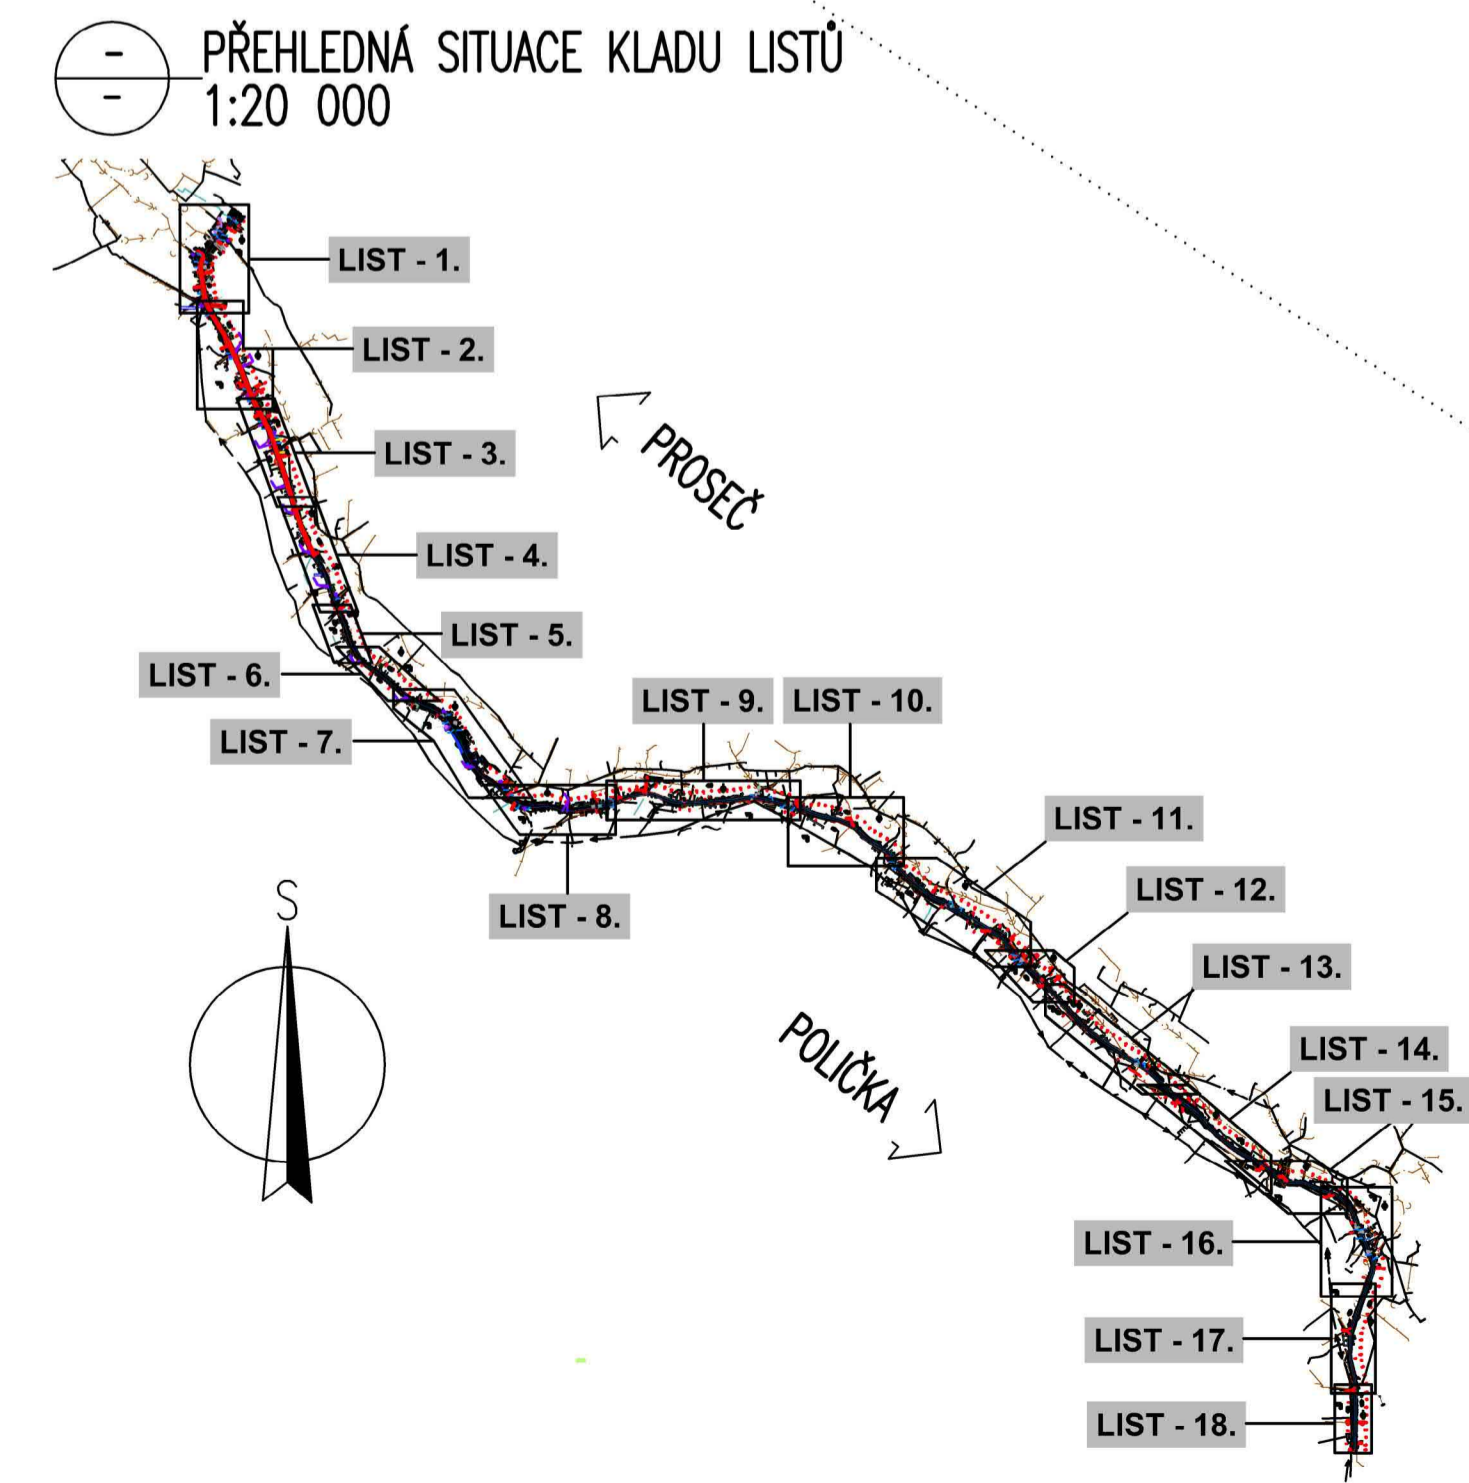 -
-
PŘEHLEDNÁ SITUACE KLADU LISTŮ
1:20 000
LIST - 1.
LIST - 2.
LIST - 3.
PROSEČ
LIST - 4.
LIST - 5.
LIST - 6.
LIST - 7.
LIST - 9.
LIST - 10.
LIST - 8.
LIST - 11.
LIST - 12.
S
LIST - 13.
POLIČKA
LIST - 14.
LIST - 15.
LIST - 16.
LIST - 17.
LIST - 18.